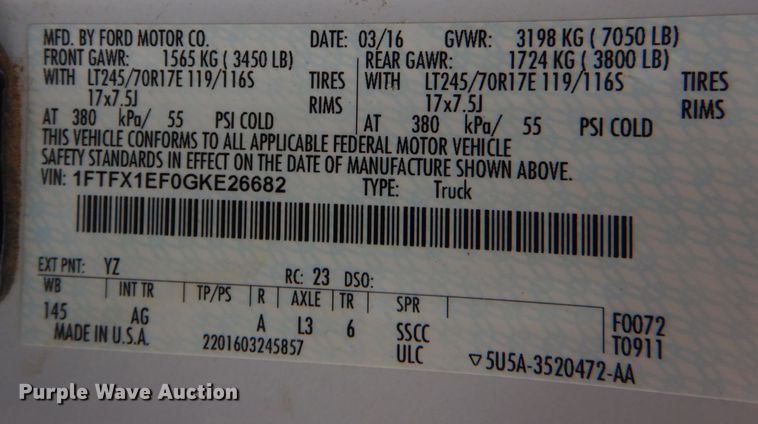 MFD. BY FORD MOTOR CO. DATE: 03/16 GVWR: 3198 KG ( 7050 LB)
FRONT GAWR: 1565 KG ( 3450 LB) REAR GAWR: 1724 KG ( 3800 LB)
WITH LT245/70R17E 119/116S TIRES WITH LT245/70R17E 119/116S TIRES
17x7.5J RIMS 17x7.5J RIMS
AT 380 kPa/ 55 PSI COLD AT 380 kPa/ 55 PSI COLD
THIS VEHICLE CONFORMS TO ALL APPLICABLE FEDERAL MOTOR VEHICLE
SAFETY STANDARDS IN EFFECT ON THE DATE OF MANUFACTURE SHOWN ABOVE.
VIN: 1FTFX1EF0GKE26682 TYPE: Truck
EXT PNT: YZ RC: 23 DSO:
WB INT TR TP/PS R AXLE TR SPR
145 AG A L3 6 SSCC F0072
MADE IN U.S.A. 2201603245857 ULC T0911
▽5U5A-3520472-AA
Purple Wave Auction